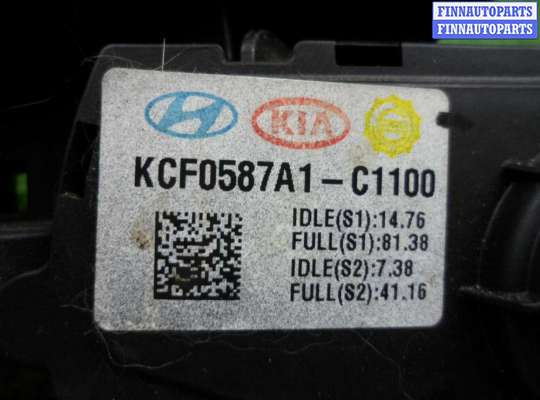 FINNAUTOPARTS
FINNAUTOPARTS
KIA
KCF0587A1-C1100
IDLE(S1):14.76
FULL(S1):81.38
IDLE(S2):7.38
FULL(S2):41.16